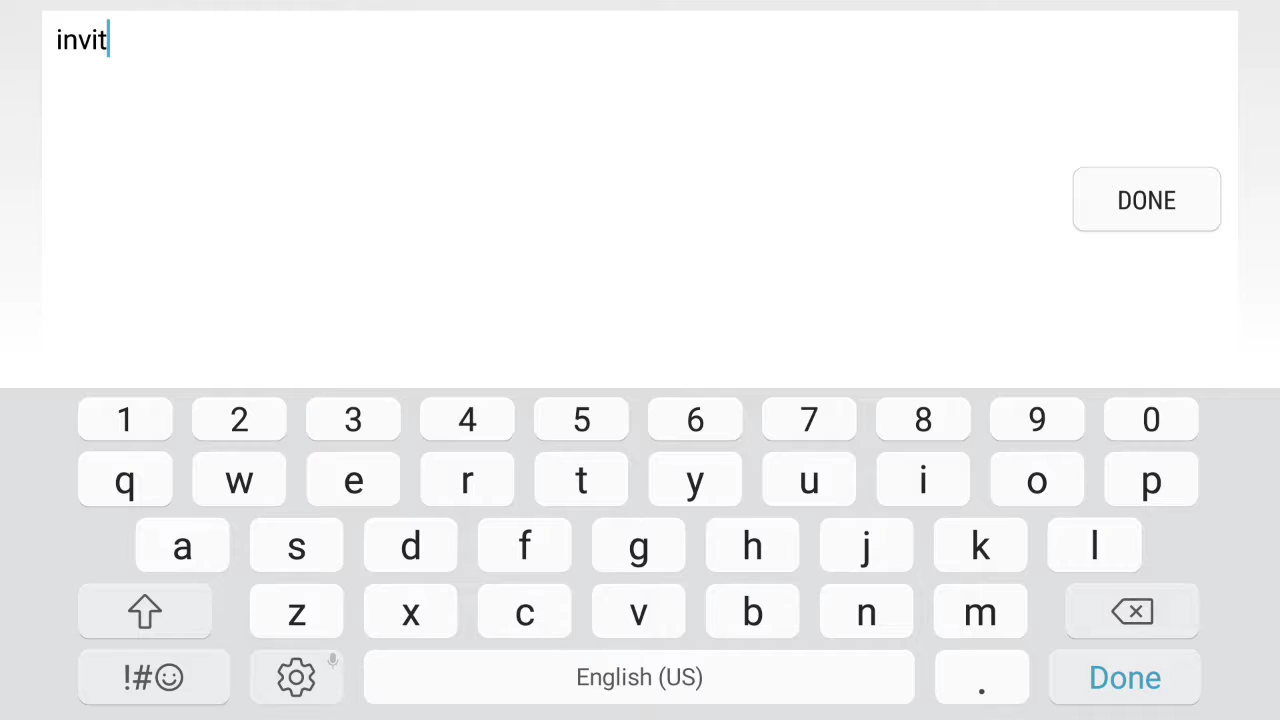 invit
DONE
1 2 3 4 5 6 7 8 9 0
q w e r t y u i o p
a s d f g h j k l
z x c v b n m
!#☺ English (US) . Done